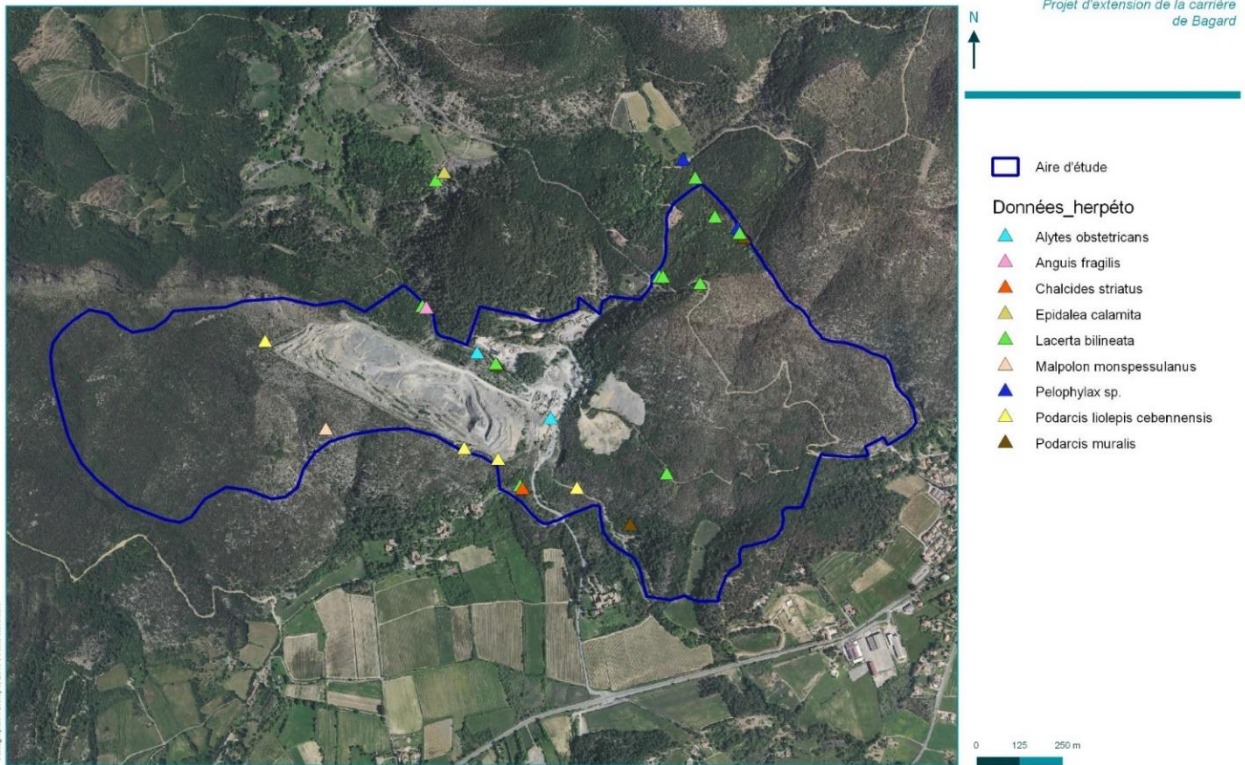 Projet d'extension de la carrière
de Bagard
N
Aire d'étude
Données_herpéto
Alytes obstetricans
Anguis fragilis
Chalcides striatus
Epidalea calamita
Lacerta bilineata
Malpolon monspessulanus
Pelophylax sp.
Podarcis liolepis cebennensis
Podarcis muralis
0 125 250 m